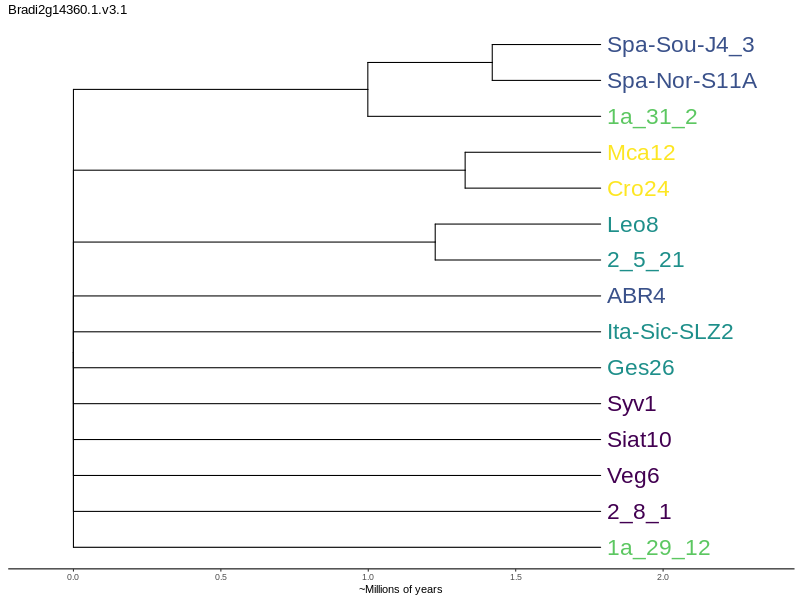 Bradi2g14360.1.v3.1
Spa-Sou-J4_3
Spa-Nor-S11A
1a_31_2
Mca12
Cro24
Leo8
2_5_21
ABR4
Ita-Sic-SLZ2
Ges26
Syv1
Siat10
Veg6
2_8_1
1a_29_12
0.0 0.5 1.0 1.5 2.0
~Millions of years